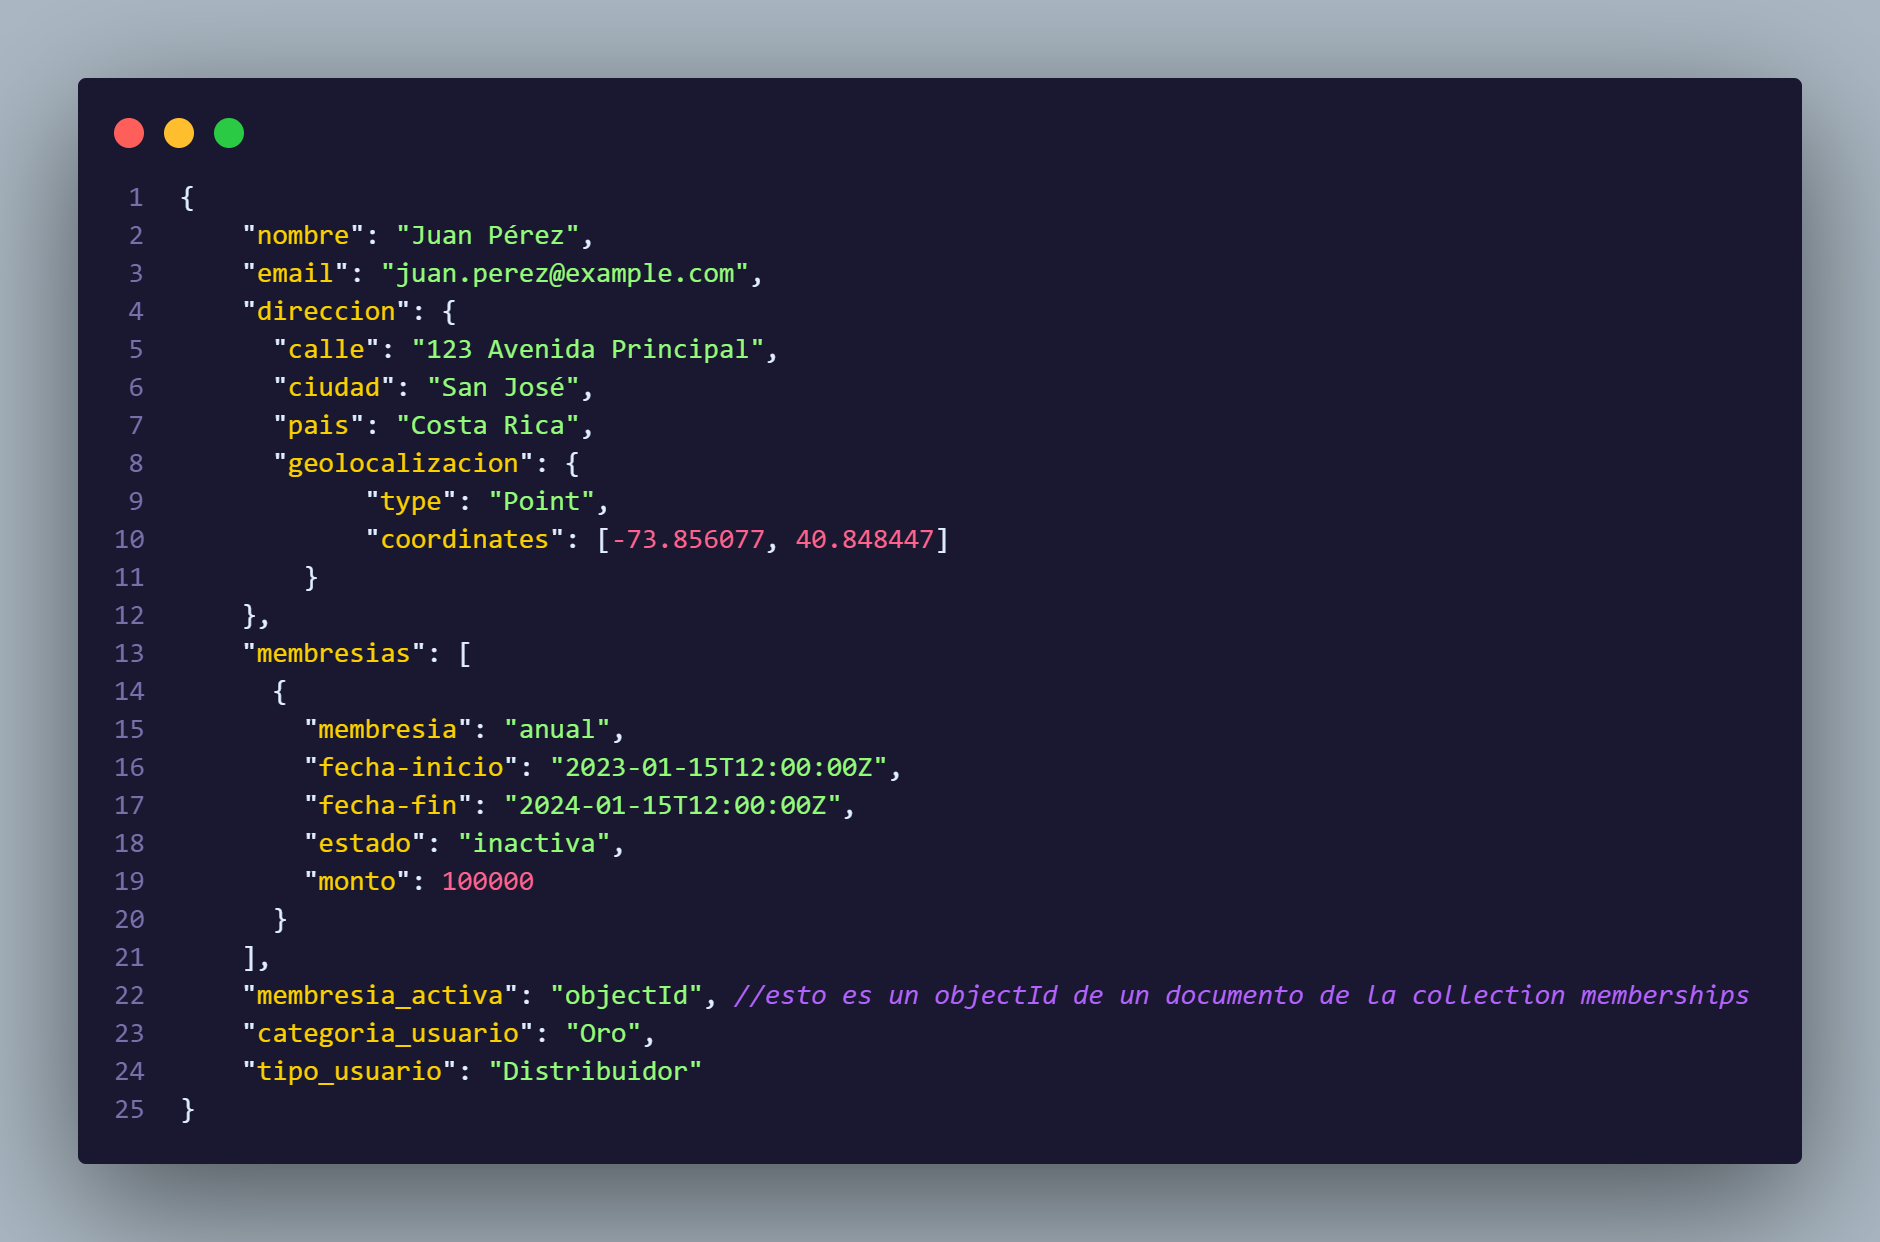 1 {
2     "nombre": "Juan Pérez",
3     "email": "juan.perez@example.com",
4     "direccion": {
5       "calle": "123 Avenida Principal",
6       "ciudad": "San José",
7       "pais": "Costa Rica",
8       "geolocalizacion": {
9             "type": "Point",
10             "coordinates": [-73.856077, 40.848447]
11         }
12     },
13     "membresias": [
14       {
15         "membresia": "anual",
16         "fecha-inicio": "2023-01-15T12:00:00Z",
17         "fecha-fin": "2024-01-15T12:00:00Z",
18         "estado": "inactiva",
19         "monto": 100000
20       }
21     ],
22     "membresia_activa": "objectId", //esto es un objectId de un documento de la collection memberships
23     "categoria_usuario": "Oro",
24     "tipo_usuario": "Distribuidor"
25 }